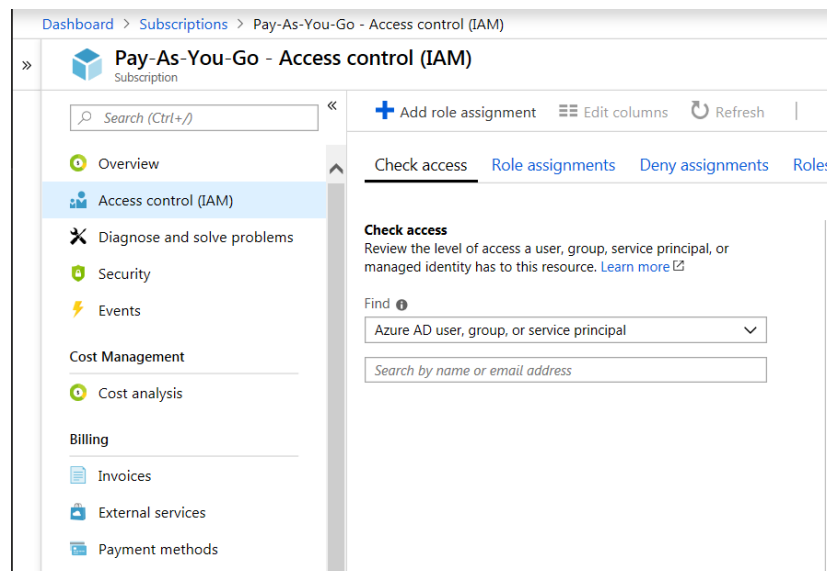 Dashboard > Subscriptions > Pay-As-You-Go - Access control (IAM)
»
Pay-As-You-Go - Access control (IAM)
Subscription
Search (Ctrl+/)
«
Add role assignment
Edit columns
Refresh
Overview
Access control (IAM)
Diagnose and solve problems
Security
Events
Cost Management
Cost analysis
Billing
Invoices
External services
Payment methods
Check access
Role assignments
Deny assignments
Roles
Check access
Review the level of access a user, group, service principal, or
managed identity has to this resource. Learn more
Find
Azure AD user, group, or service principal
Search by name or email address